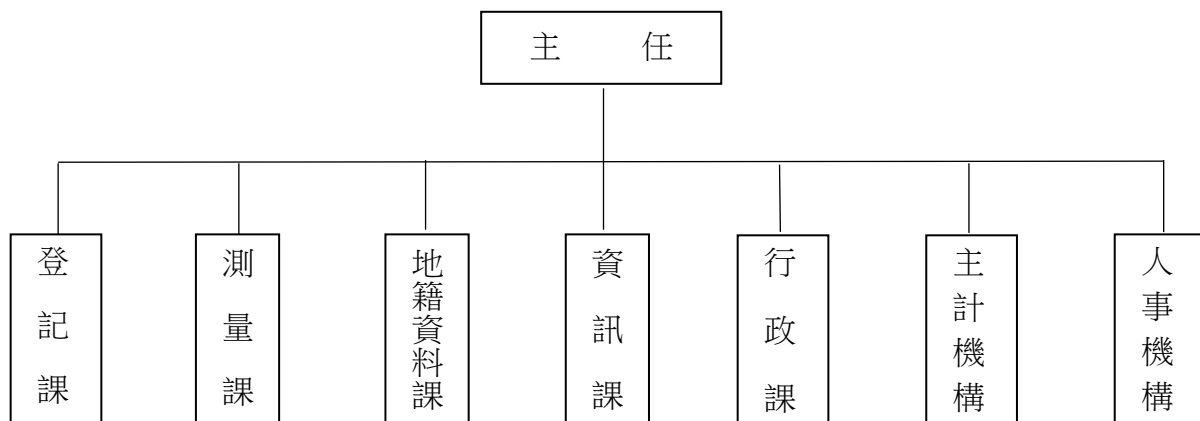 主任
登記課
測量課
地籍資料課
資訊課
行政課
主計機構
人事機構